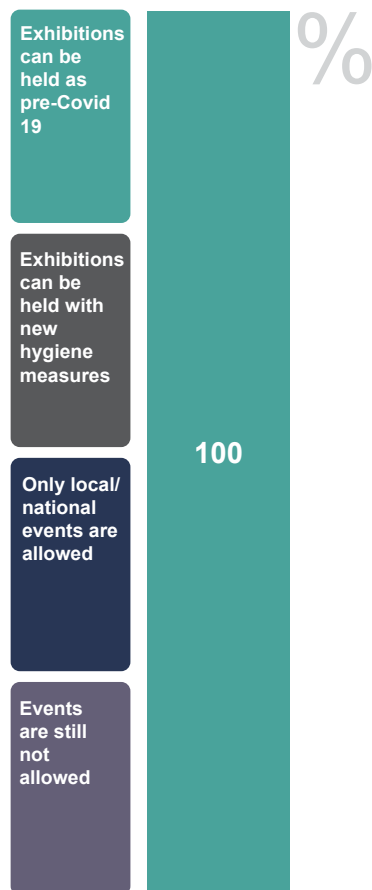 Exhibitions
can be
held as
pre-Covid
19
%
Exhibitions
can be
held with
new
hygiene
measures
100
Only local/
national
events are
allowed
Events
are still
not
allowed